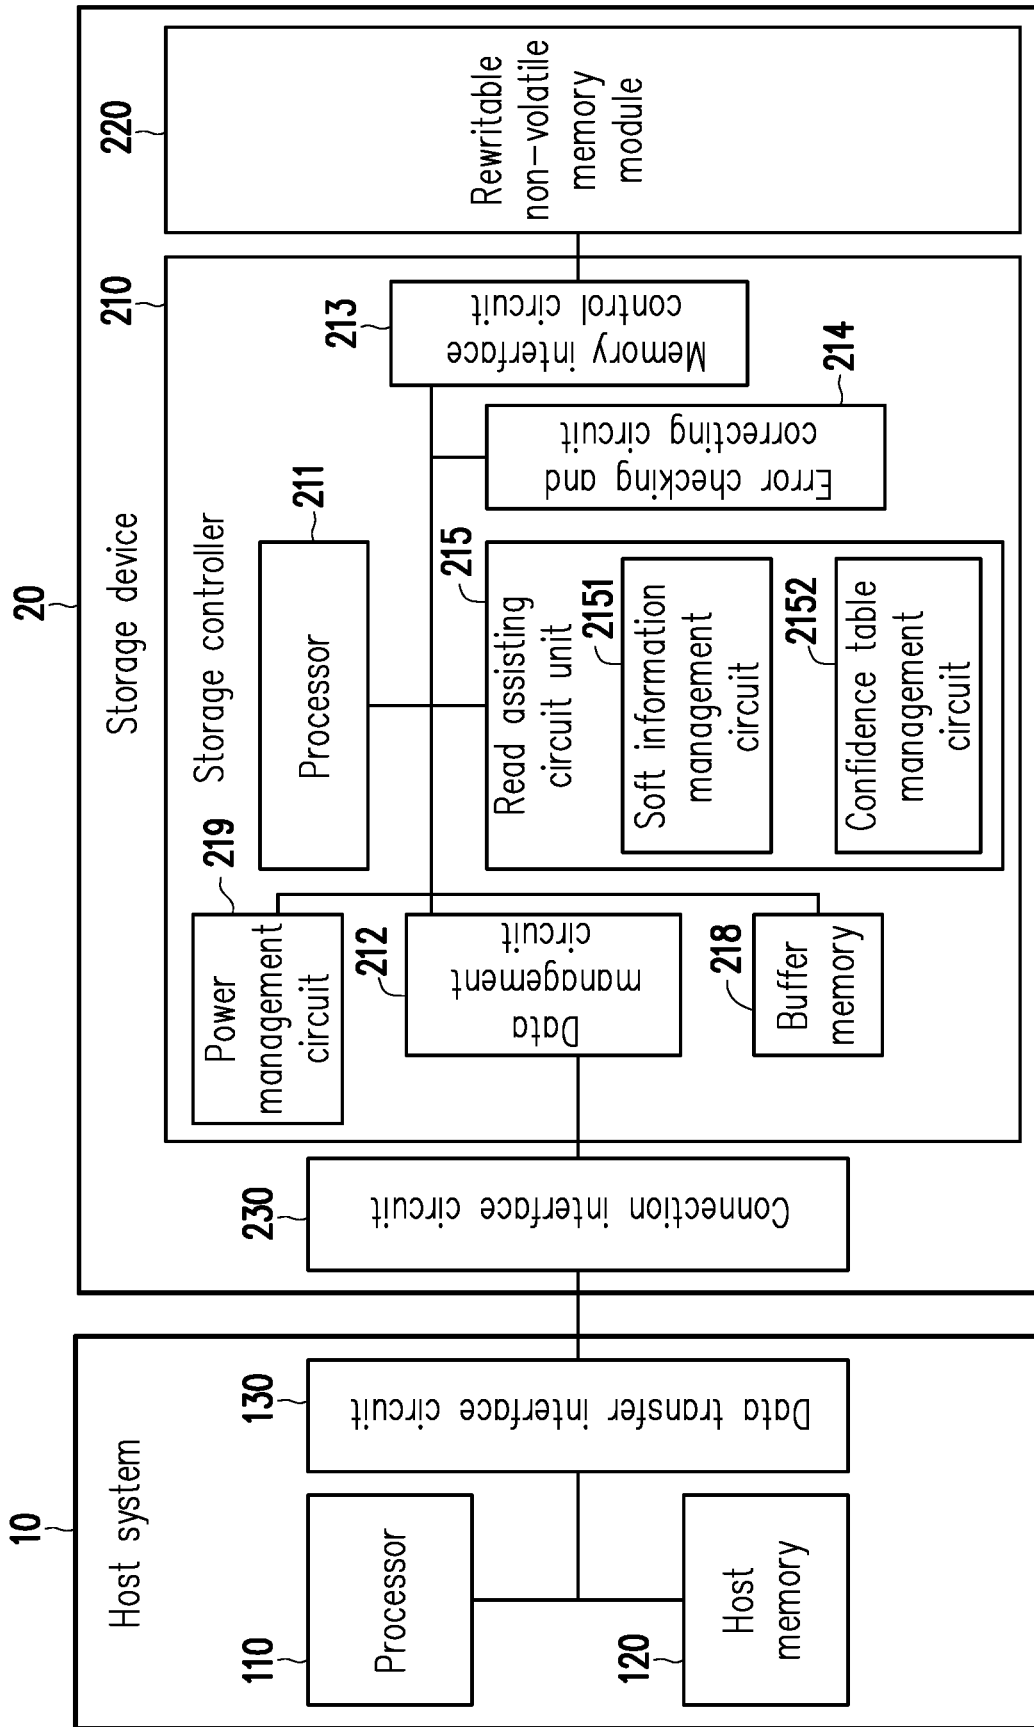 10
Host system
110
Processor
120
Host
memory
130
Data transfer interface circuit
20
Storage device
230
Connection interface circuit
210
Storage controller
219
Power
management
circuit
212
Data
management
circuit
218
Buffer
memory
211
Processor
215
Read assisting
circuit unit
2151
Soft information
management
circuit
2152
Confidence table
management
circuit
213
Memory interface
control circuit
214
Error checking and
correcting circuit
220
Rewritable
non-volatile
memory
module